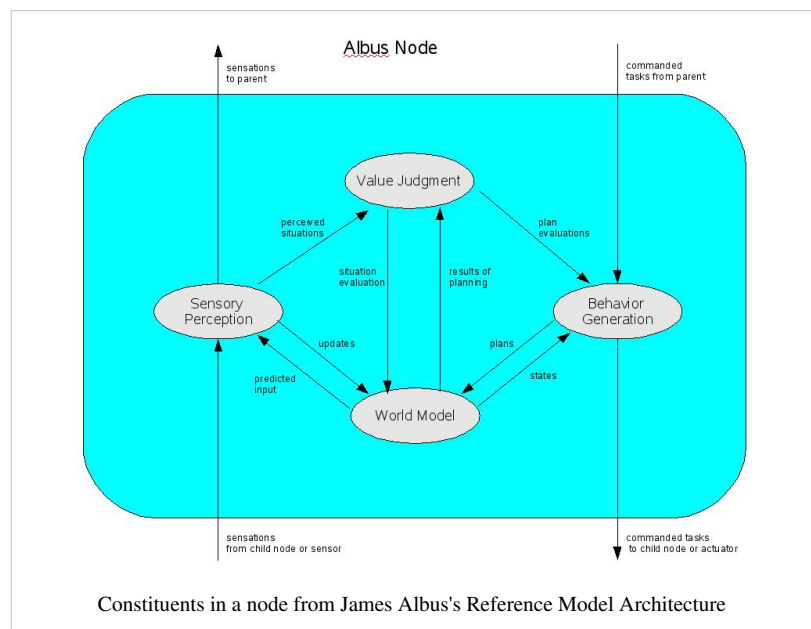 Albus Node
sensations
to parent
commanded
tasks from parent
Value Judgment
perceived
situations
plan
evaluations
situation
evaluation
results of
planning
Sensory
Perception
Behavior
Generation
updates
plans
predicted
input
states
World Model
sensations
from child node or sensor
commanded tasks
to child node or actuator
Constituents in a node from James Albus's Reference Model Architecture